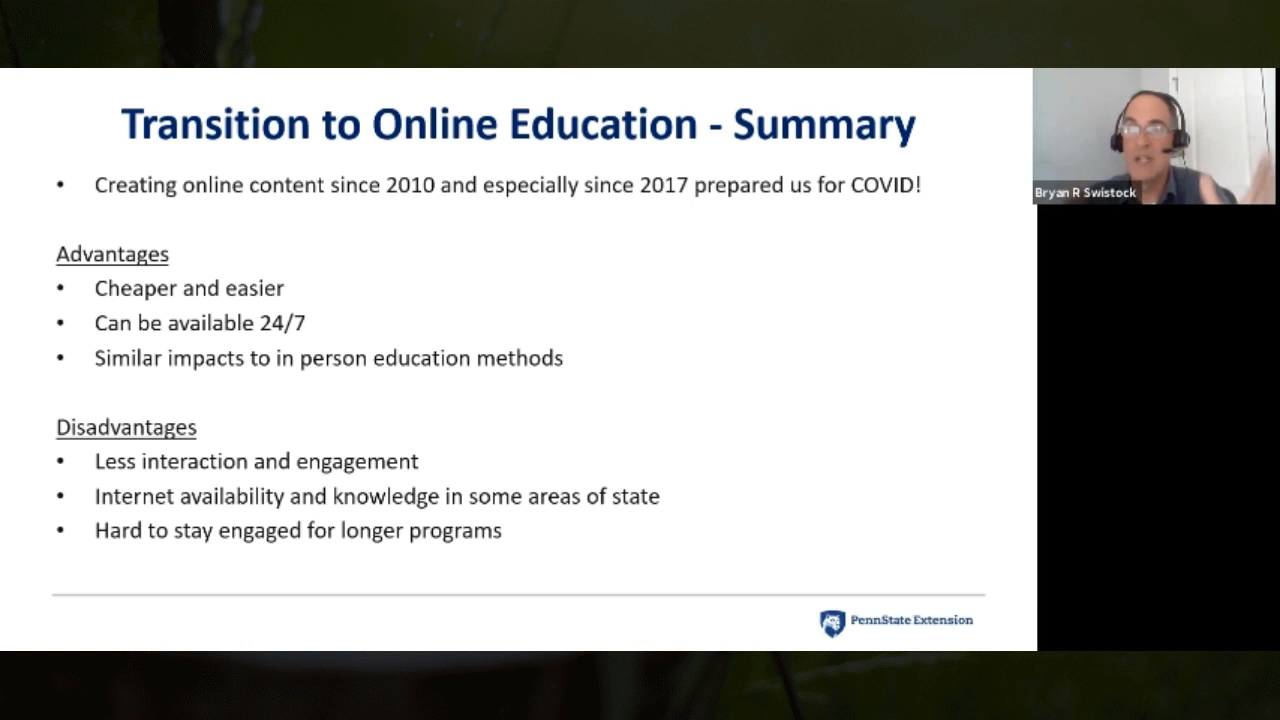 Transition to Online Education - Summary
• Creating online content since 2010 and especially since 2017 prepared us for COVID!
Advantages
• Cheaper and easier
• Can be available 24/7
• Similar impacts to in person education methods
Disadvantages
• Less interaction and engagement
• Internet availability and knowledge in some areas of state
• Hard to stay engaged for longer programs
PennState Extension
Bryan R Swistock